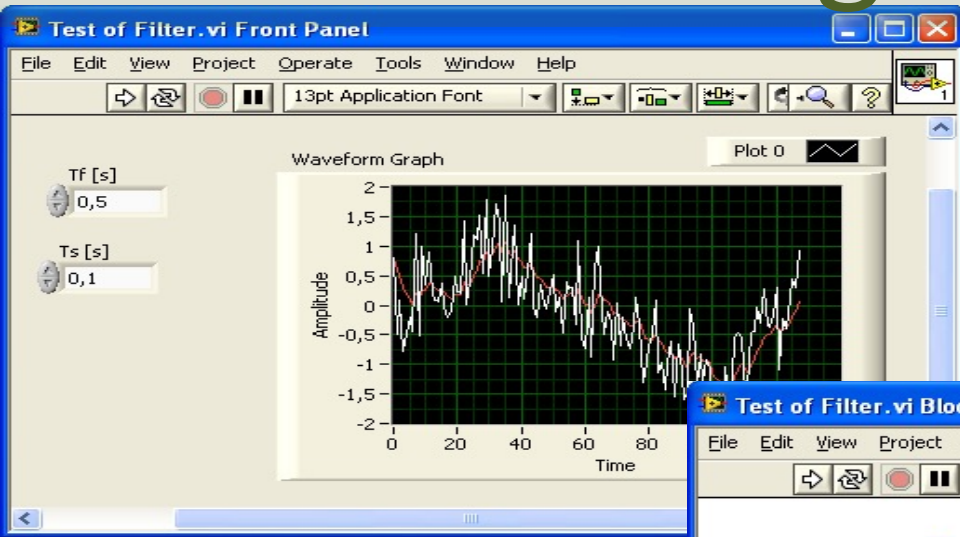 Test of Filter.vi Front Panel
File Edit View Project Operate Tools Window Help
13pt Application Font
1
Tf [s]
0,5
Ts [s]
0,1
Waveform Graph
Plot 0
Amplitude
2
1,5
1
0,5
0
-0,5
-1
-1,5
-2
0 20 40 60 80
Time
Test of Filter.vi Bloc
File Edit View Project